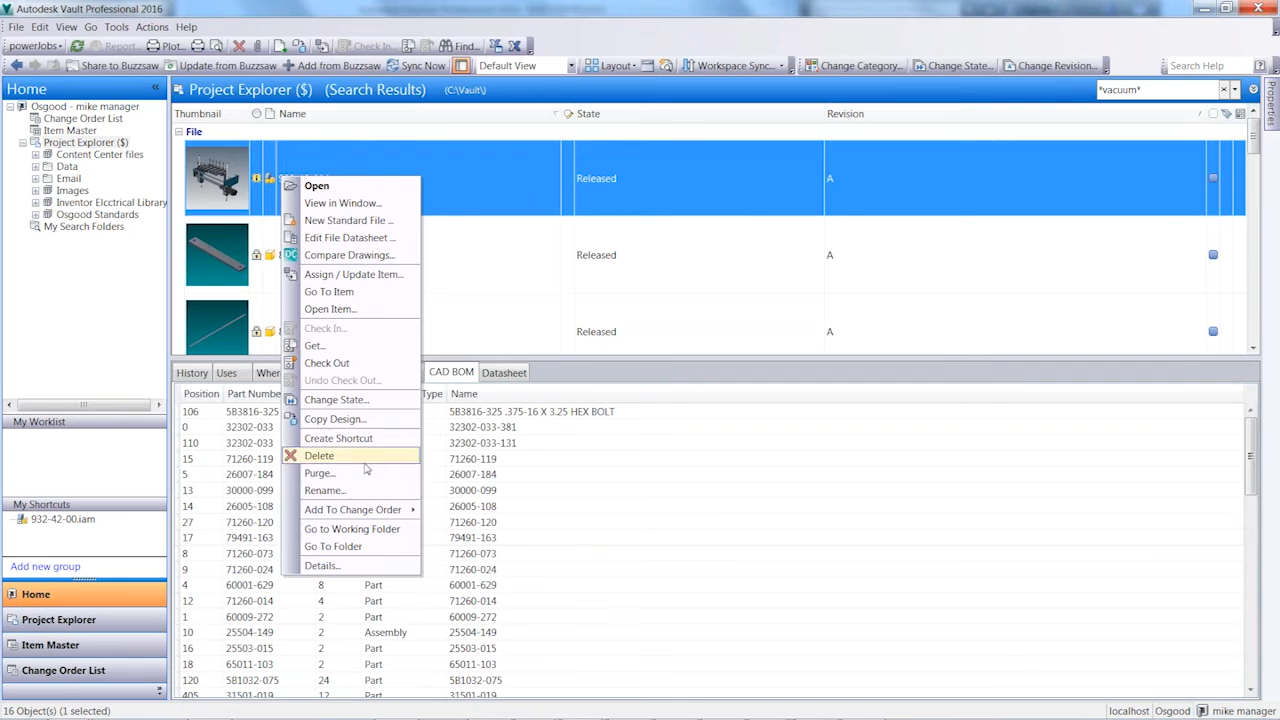 Autodesk Vault Professional 2016
File Edit View Go Tools Actions Help
powerJobs Report... Plot... Check In... Find...
Share to Buzzsaw Update from Buzzsaw Add from Buzzsaw Sync Now Default View Layout Workspace Sync... Change Category... Change State... Change Revision... Search Help
Home
Osgood - mike manager
Change Order List
Item Master
Project Explorer ($)
Content Center files
Data
Email
Images
Inventor Elcctrical Library
Osgood Standards
My Search Folders
My Worklist
My Shortcuts
932-42-00.iam
Add new group
Home
Project Explorer
Item Master
Change Order List
Project Explorer ($) (Search Results) (C:\Vault\)
*vacuum*
Properties
Thumbnail Name State Revision
File
Released A
Released A
Released A
Open
View in Window...
New Standard File ...
Edit File Datasheet ...
DC Compare Drawings...
Assign / Update Item...
Go To Item
Open Item...
Check In...
Get...
Check Out
Undo Check Out...
Change State...
Copy Design...
Create Shortcut
Delete
Purge...
Rename...
Add To Change Order
Go to Working Folder
Go To Folder
Details...
History Uses Wher CAD BOM Datasheet
Position Part Number Type Name
106 5B3816-325 5B3816-325 .375-16 X 3.25 HEX BOLT
0 32302-033 32302-033-381
110 32302-033 32302-033-131
15 71260-119 71260-119
5 26007-184 26007-184
13 30000-099 30000-099
14 26005-108 26005-108
27 71260-120 71260-120
17 79491-163 79491-163
8 71260-073 71260-073
9 71260-024 71260-024
4 60001-629 8 Part 60001-629
12 71260-014 4 Part 71260-014
1 60009-272 2 Part 60009-272
10 25504-149 2 Assembly 25504-149
16 25503-015 2 Part 25503-015
18 65011-103 2 Part 65011-103
120 5B1032-075 24 Part 5B1032-075
405 31501-019 12 Part 31501-019
16 Object(s) (1 selected) localhost Osgood mike manager